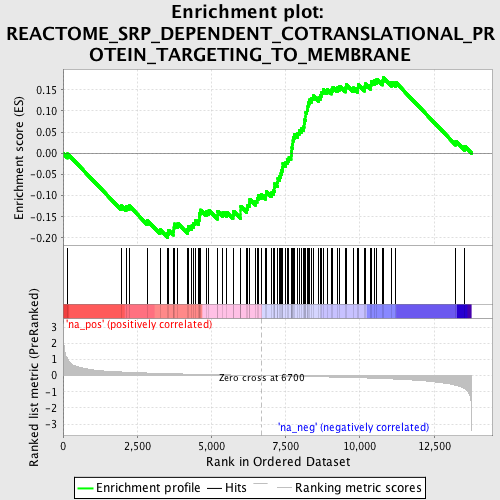 Enrichment plot:
REACTOME_SRP_DEPENDENT_COTRANSLATIONAL_PR
OTEIN_TARGETING_TO_MEMBRANE
Enrichment score (ES)
0.15
0.10
0.05
0.00
-0.05
-0.10
-0.15
-0.20
'na_pos' (positively correlated)
Ranked list metric (PreRanked)
3
2
1
0
-1
-2
-3
Zero cross at 6700
'na_neg' (negatively correlated)
0
2,500
5,000
7,500
10,000
12,500
Rank in Ordered Dataset
Enrichment profile
Hits
Ranking metric scores